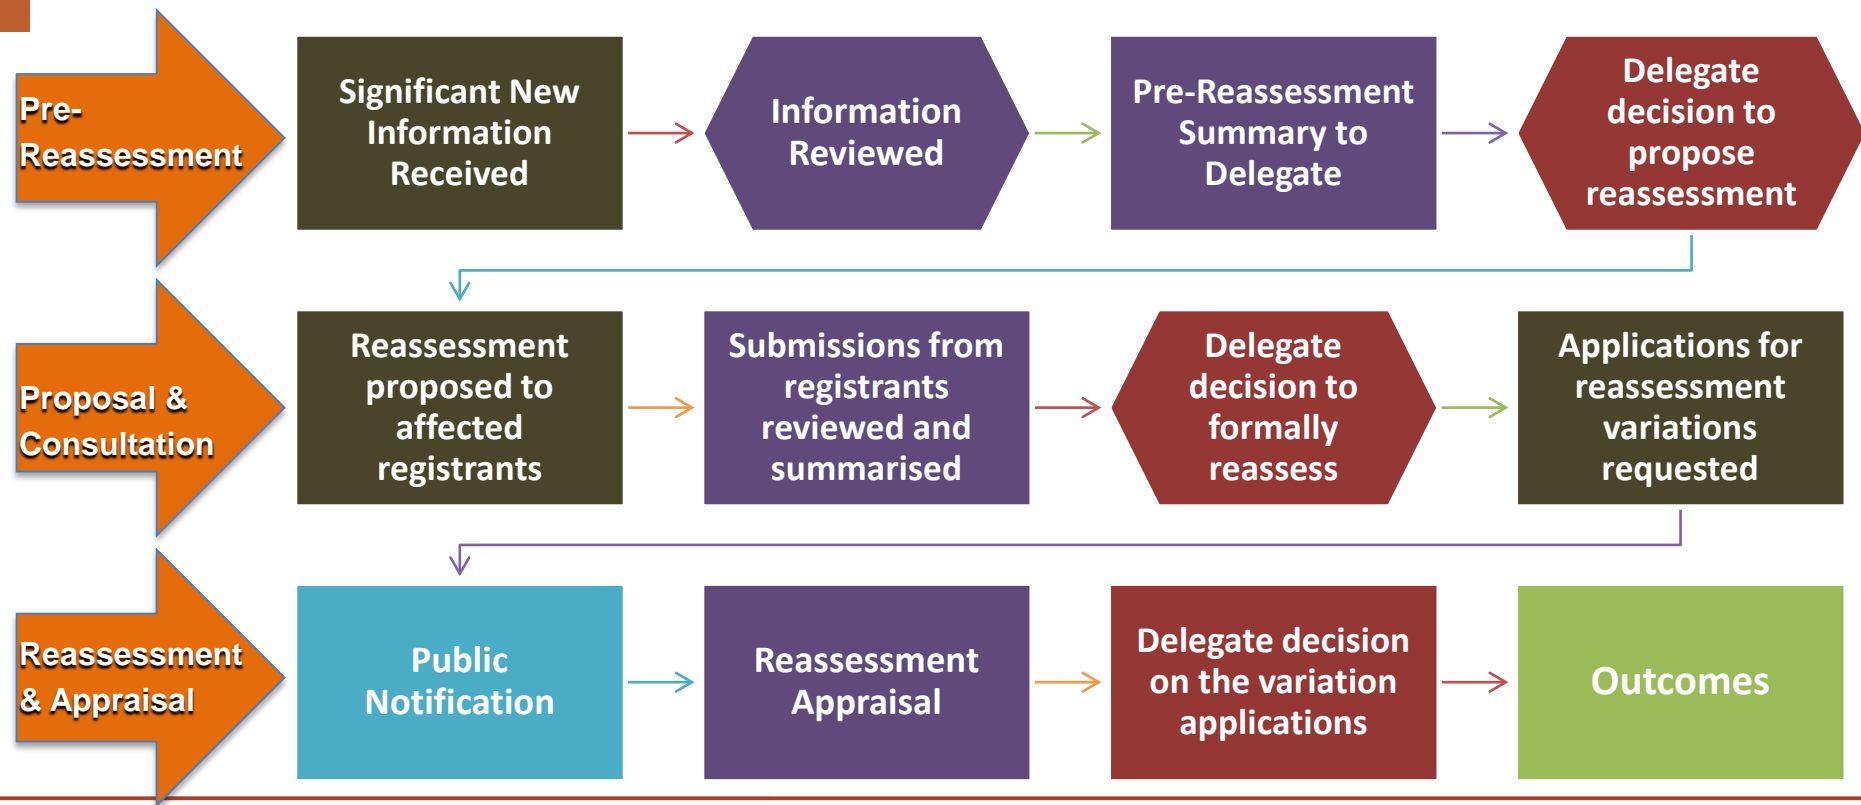 Pre-
Reassessment
Significant New
Information
Received
Information
Reviewed
Pre-Reassessment
Summary to
Delegate
Delegate
decision to
propose
reassessment
Proposal &
Consultation
Reassessment
proposed to
affected
registrants
Submissions from
registrants
reviewed and
summarised
Delegate
decision to
formally
reassess
Applications for
reassessment
variations
requested
Reassessment
& Appraisal
Public
Notification
Reassessment
Appraisal
Delegate decision
on the variation
applications
Outcomes